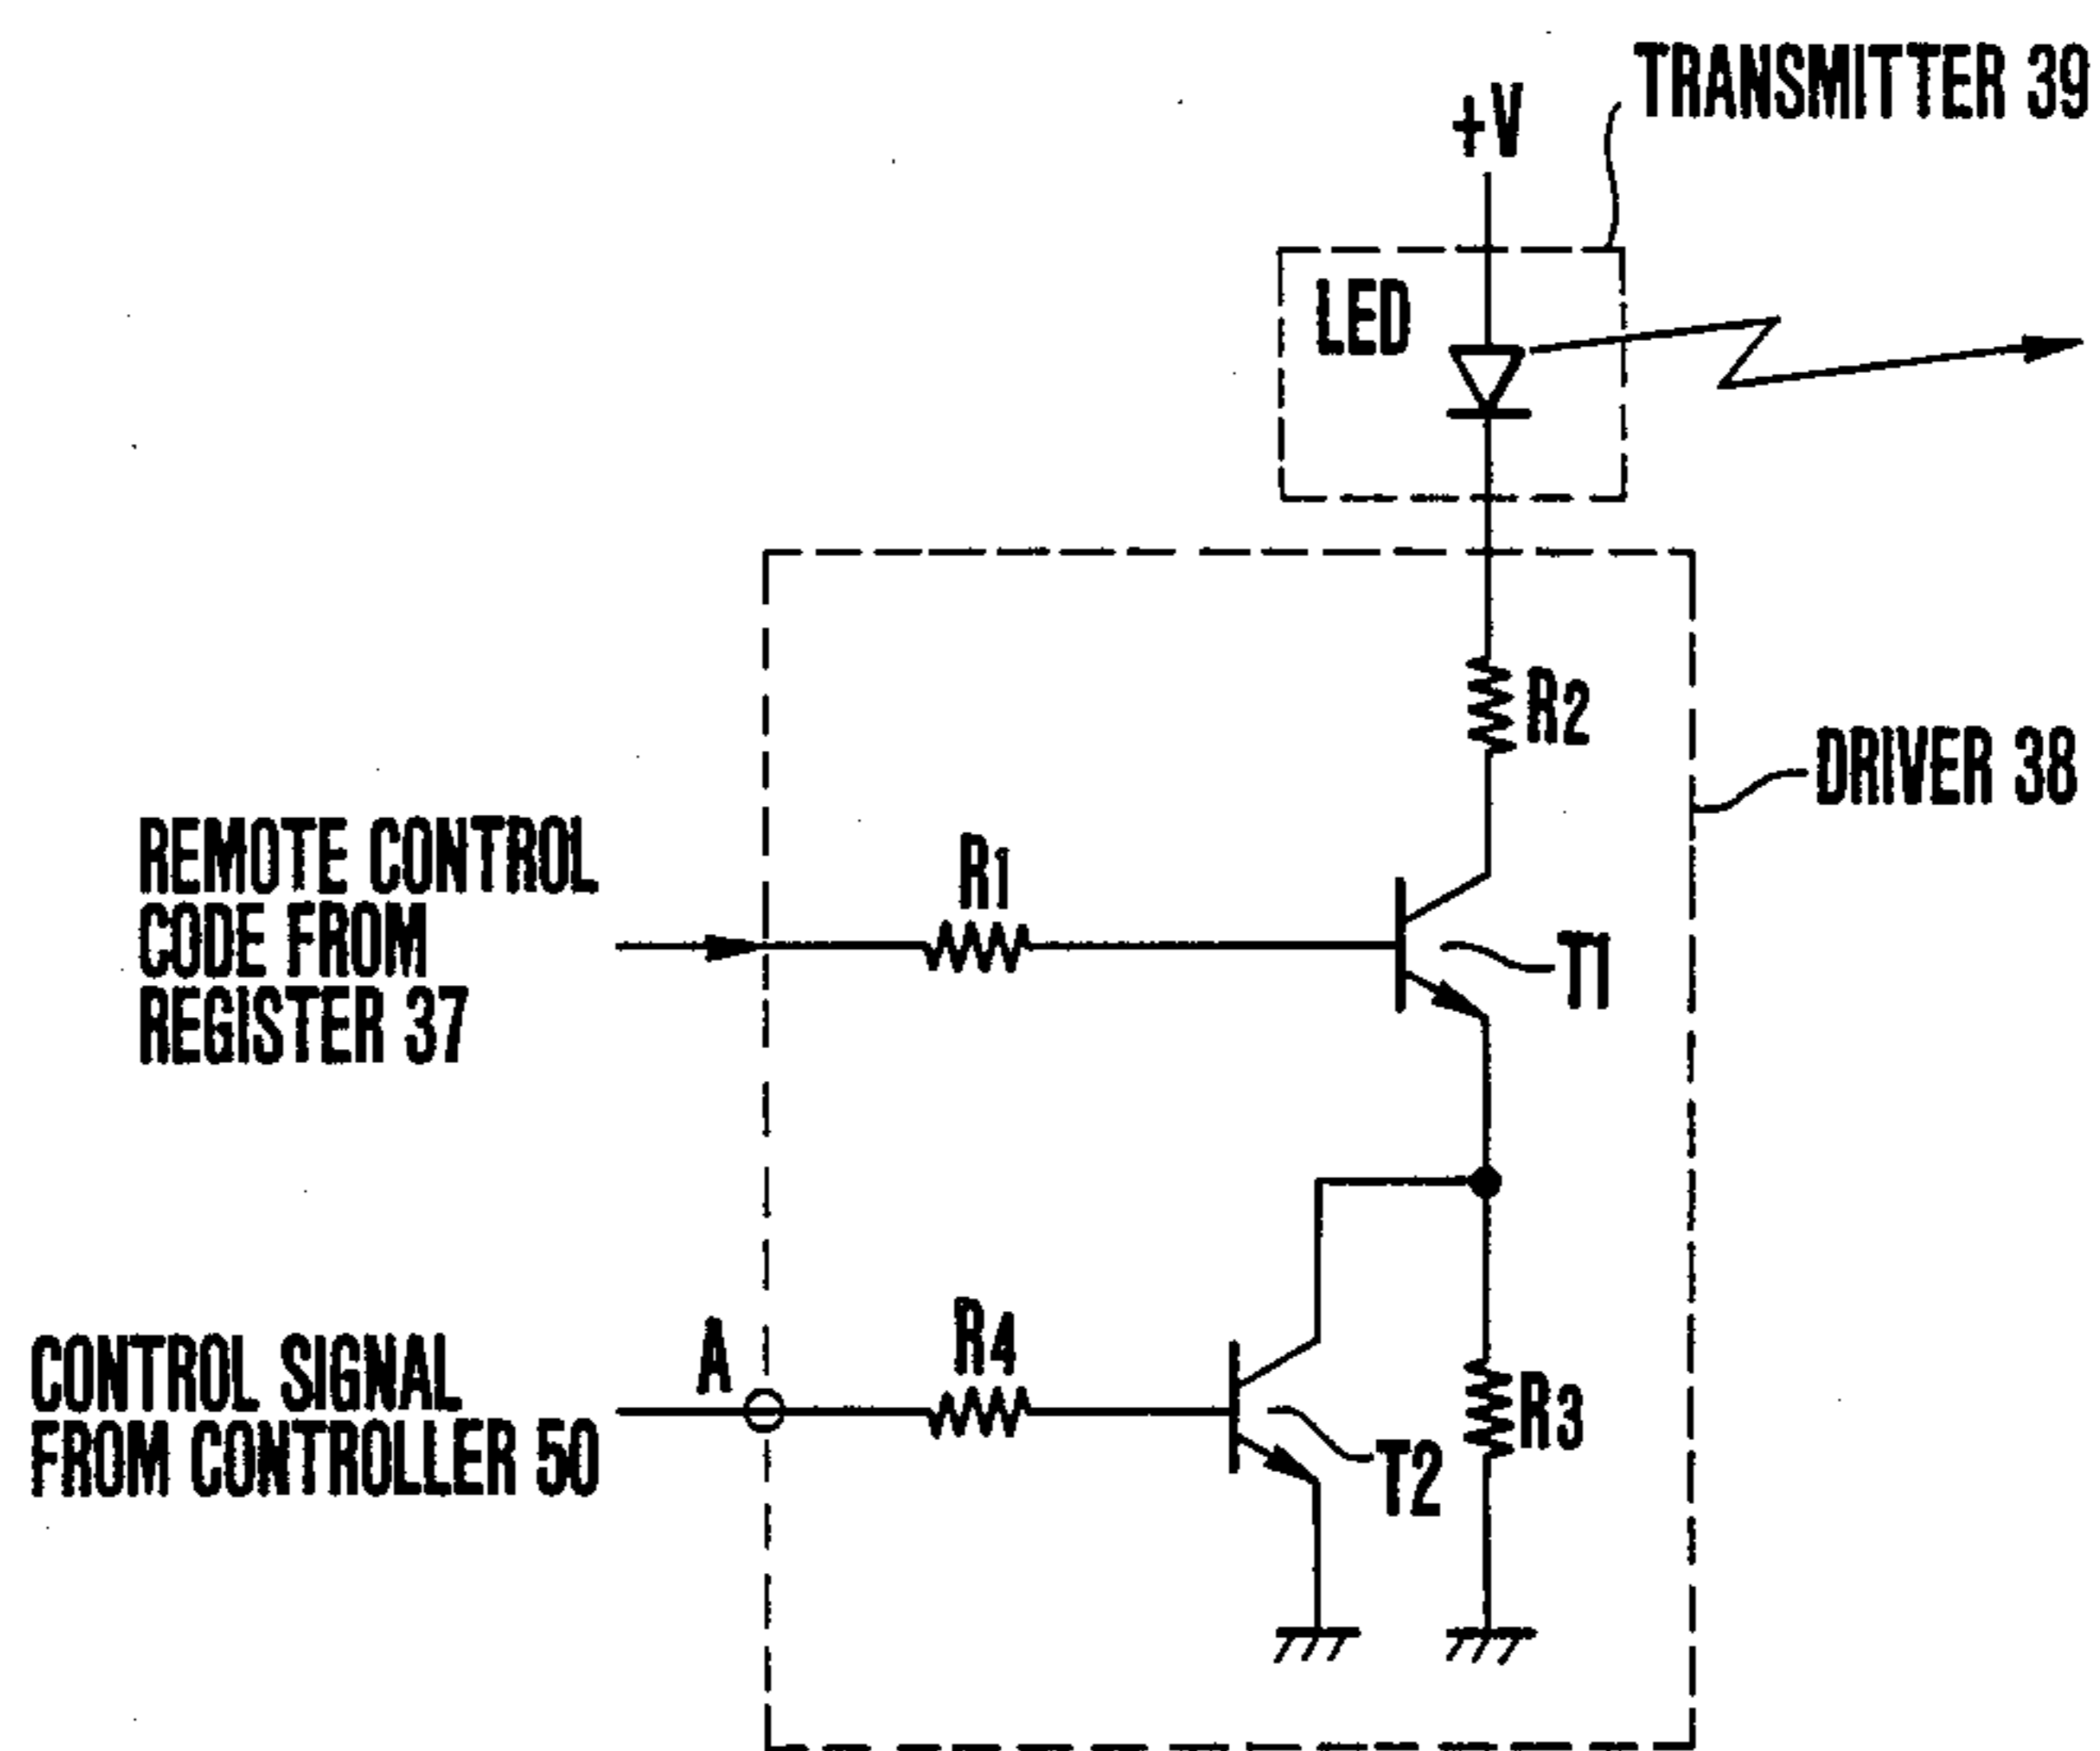 TRANSMITTER 39
+V
LED
R2
DRIVER 38
REMOTE CONTROL
CODE FROM
REGISTER 37
R1
T1
A
R4
CONTROL SIGNAL
FROM CONTROLLER 50
T2
R3